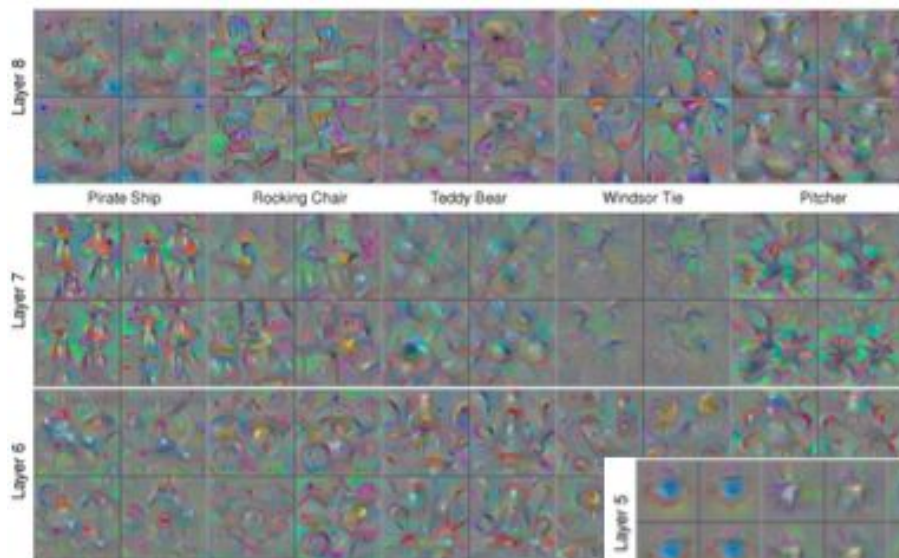 Layer 8
Pirate Ship
Rocking Chair
Teddy Bear
Windsor Tie
Pitcher
Layer 7
Layer 6
Layer 5